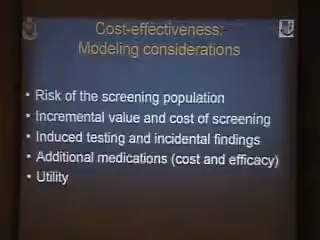 Cost-effectiveness:
Modeling considerations
• Risk of the screening population
• Incremental value and cost of screening
• Induced testing and incidental findings
• Additional medications (cost and efficacy)
• Utility